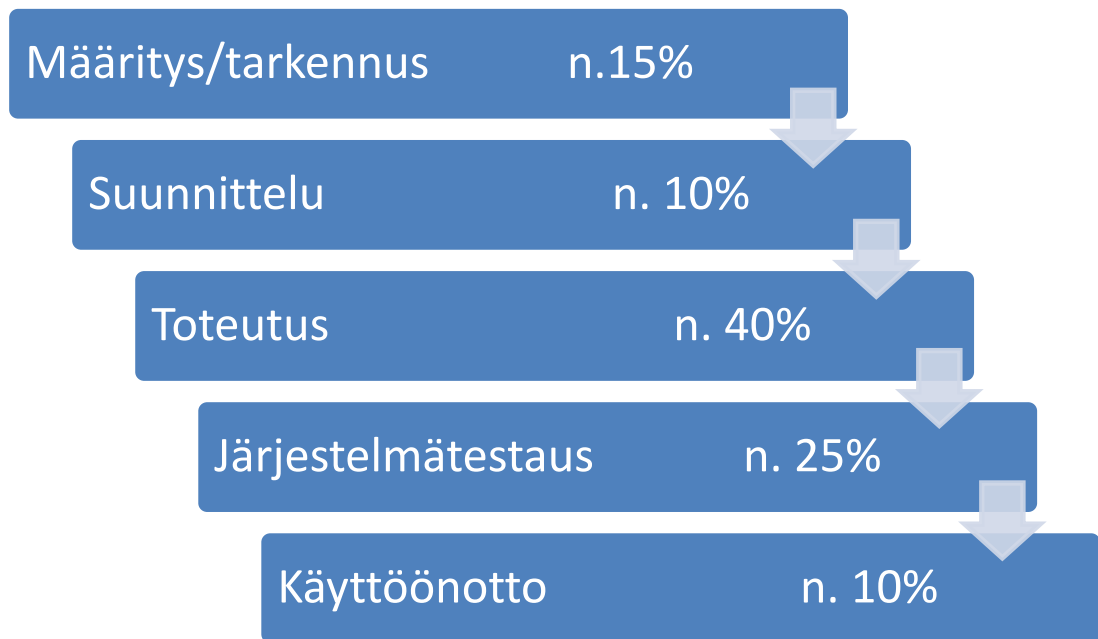 Määritys/tarkennus n.15%
Suunnittelu n. 10%
Toteutus n. 40%
Järjestelmätestaus n. 25%
Käyttöönotto n. 10%